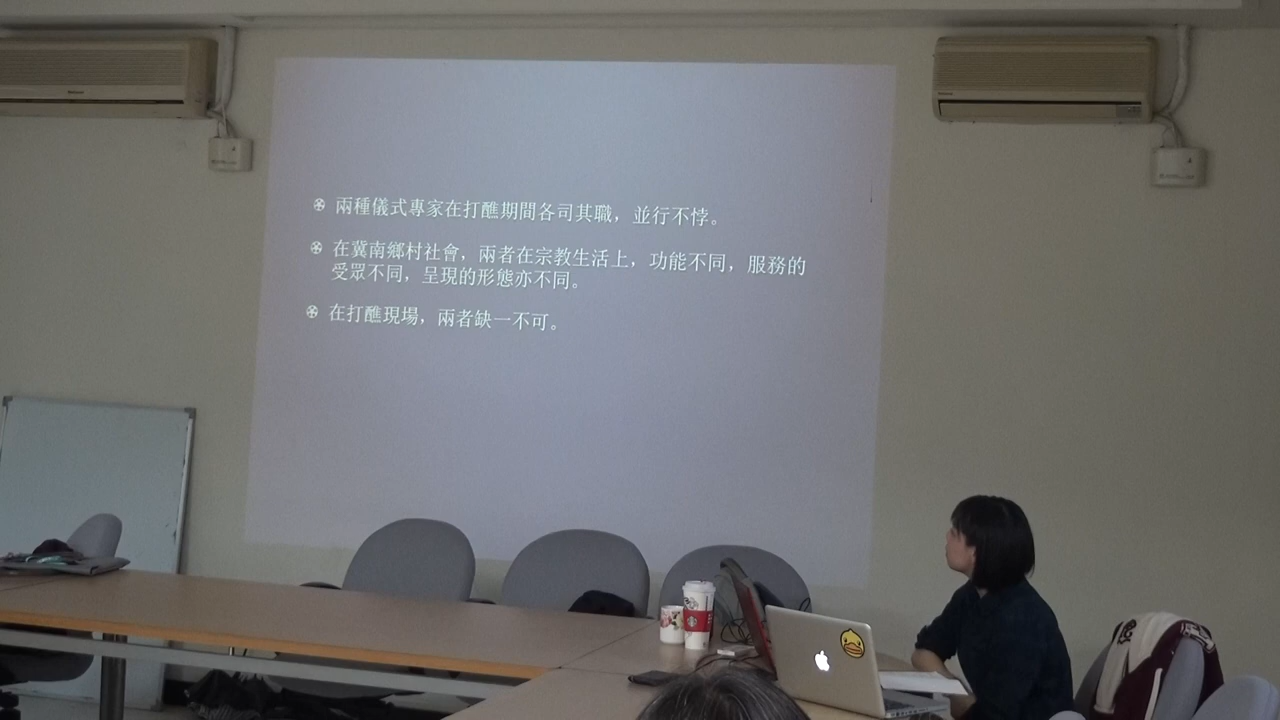 兩種儀式專家在打醮期間各司其職，並行不悖。
在冀南鄉村社會，兩者在宗教生活上，功能不同，服務的
受眾不同，呈現的形態亦不同。
在打醮現場，兩者缺一不可。